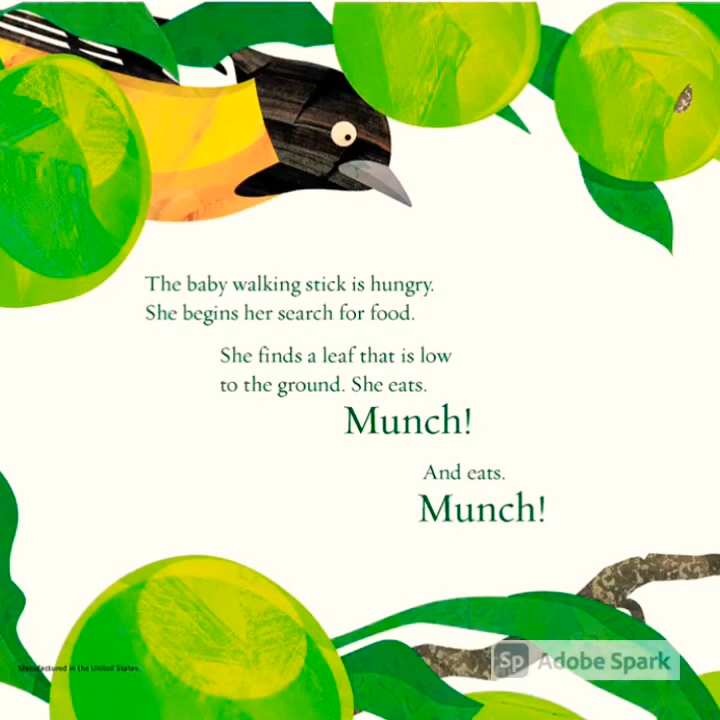 The baby walking stick is hungry.
She begins her search for food.
She finds a leaf that is low
to the ground. She eats.
Munch!
And eats.
Munch!
Manufactured in the United States.
Sp Adobe Spark